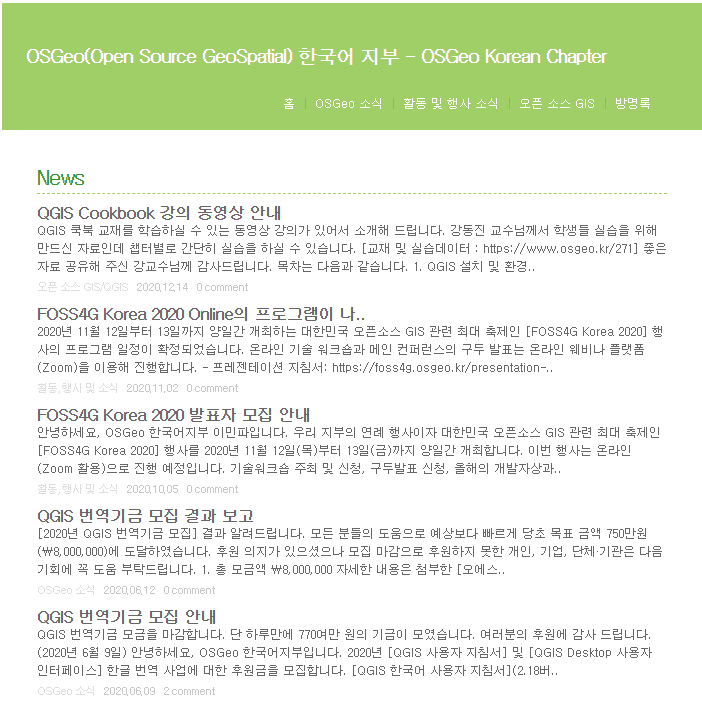 OSGeo(Open Source GeoSpatial) 한국어 지부 - OSGeo Korean Chapter
홈 | OSGeo 소식 | 활동 및 행사 소식 | 오픈 소스 GIS | 방명록
News
QGIS Cookbook 강의 동영상 안내
QGIS 쿡북 교재를 학습하실 수 있는 동영상 강의가 있어서 소개해 드립니다. 강동진 교수님께서 학생들 실습을 위해
만드신 자료인데 챕터별로 간단히 실습을 하실 수 있습니다. [교재 및 실습데이터 : https://www.osgeo.kr/271] 좋은
자료 공유해 주신 강교수님께 감사드립니다. 목차는 다음과 같습니다. 1. QGIS 설치 및 환경..
오픈 소스 GIS/QGIS 2020,12,14 0 comment
FOSS4G Korea 2020 Online의 프로그램이 나..
2020년 11월 12일부터 13일까지 양일간 개최하는 대한민국 오픈소스 GIS 관련 최대 축제인 [FOSS4G Korea 2020] 행
사의 프로그램 일정이 확정되었습니다. 온라인 기술 워크숍과 메인 컨퍼런스의 구두 발표는 온라인 웨비나 플랫폼
(Zoom)을 이용해 진행합니다. - 프레젠테이션 지침서: https://foss4g.osgeo.kr/presentation-..
활동,행사 및 소식 2020,11,02 0 comment
FOSS4G Korea 2020 발표자 모집 안내
안녕하세요, OSGeo 한국어지부 이민파입니다. 우리 지부의 연례 행사이자 대한민국 오픈소스 GIS 관련 최대 축제인
[FOSS4G Korea 2020] 행사를 2020년 11월 12일(목)부터 13일(금)까지 양일간 개최합니다. 이번 행사는 온라인
(Zoom 활용)으로 진행 예정입니다. 기술워크숍 주최 및 신청, 구두발표 신청, 올해의 개발자상과..
활동,행사 및 소식 2020,10,05 0 comment
QGIS 번역기금 모집 결과 보고
[2020년 QGIS 번역기금 모집] 결과 알려드립니다. 모든 분들의 도움으로 예상보다 빠르게 당초 목표 금액 750만원
(₩8,000,000)에 도달하였습니다. 후원 의지가 있으셨으나 모집 마감으로 후원하지 못한 개인, 기업, 단체·기관은 다음
기회에 꼭 도움 부탁드립니다. 1. 총 모금액 ₩8,000,000 자세한 내용은 첨부한 [오에스..
OSGeo 소식 2020,06,12 0 comment
QGIS 번역기금 모집 안내
QGIS 번역기금 모금을 마감합니다. 단 하루만에 770여만 원의 기금이 모였습니다. 여러분의 후원에 감사 드립니다.
(2020년 6월 9일) 안녕하세요, OSGeo 한국어지부입니다. 2020년 [QGIS 사용자 지침서] 및 [QGIS Desktop 사용자
인터페이스] 한글 번역 사업에 대한 후원금을 모집합니다. [QGIS 한국어 사용자 지침서](2.18버..
OSGeo 소식 2020,06,09 2 comment